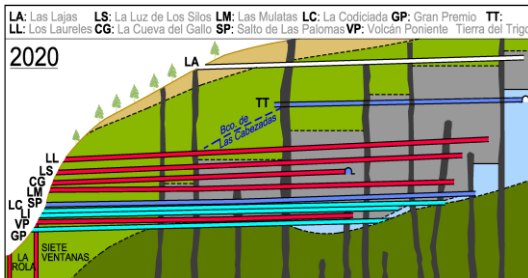 LA: Las Lajas LS: La Luz de Los Silos LM: Las Mulatas LC: La Codiciada GP: Gran Premio TT:
LL: Los Laureles CG: La Cueva del Gallo SP: Salto de Las Palomas VP: Volcán Poniente Tierra del Trigo
2020
LA
TT
Bco. de
Las Cabezadas
LL
LS
CG
LM
SP
LC
LI
VP
GP
LA
ROLA
SIETE
VENTANAS